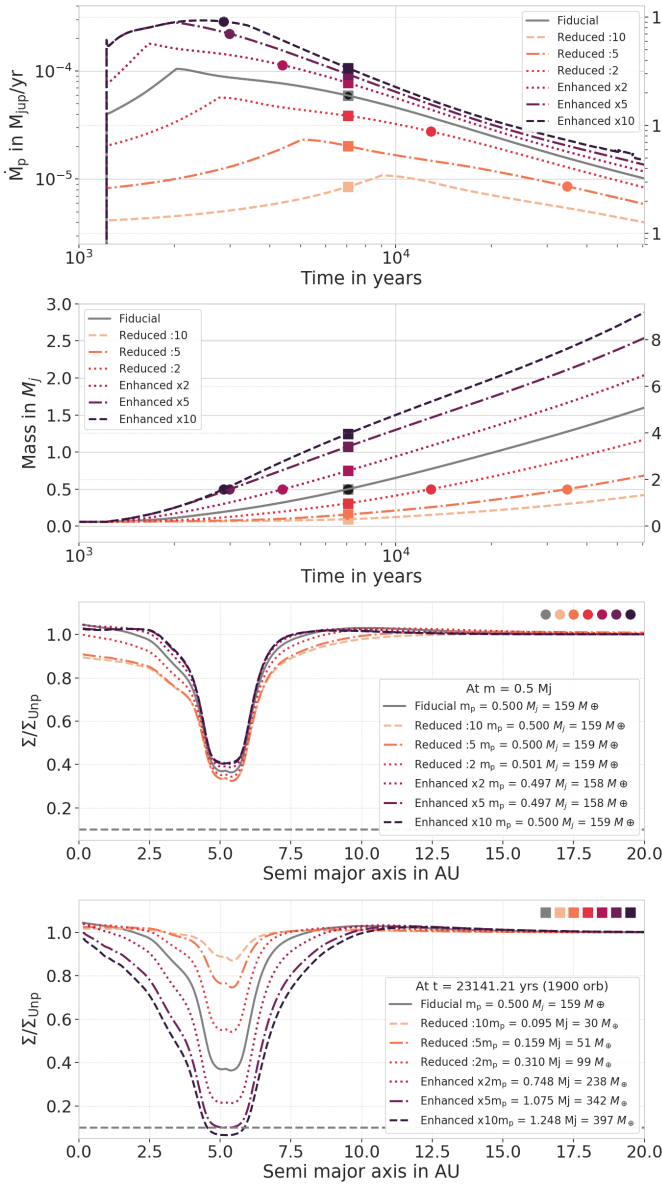 Ṁp in Mjup/yr
10⁻⁴
10⁻⁵
1
1
1
1
Fiducial
Reduced :10
Reduced :5
Reduced :2
Enhanced x2
Enhanced x5
Enhanced x10
10³
10⁴
Time in years
Mass in Mj
3.0
2.5
2.0
1.5
1.0
0.5
0.0
8
6
4
2
0
Fiducial
Reduced :10
Reduced :5
Reduced :2
Enhanced x2
Enhanced x5
Enhanced x10
10³
10⁴
Time in years
Σ/ΣUnp
1.0
0.8
0.6
0.4
0.2
At m = 0.5 Mj
Fiducial mp = 0.500 Mj = 159 M⊕
Reduced :10 mp = 0.500 Mj = 159 M⊕
Reduced :5 mp = 0.500 Mj = 159 M⊕
Reduced :2 mp = 0.501 Mj = 159 M⊕
Enhanced x2 mp = 0.497 Mj = 158 M⊕
Enhanced x5 mp = 0.497 Mj = 158 M⊕
Enhanced x10 mp = 0.500 Mj = 159 M⊕
0.0 2.5 5.0 7.5 10.0 12.5 15.0 17.5 20.0
Semi major axis in AU
Σ/ΣUnp
1.0
0.8
0.6
0.4
0.2
At t = 23141.21 yrs (1900 orb)
Fiducial mp = 0.500 Mj = 159 M⊕
Reduced :10mp = 0.095 Mj = 30 M⊕
Reduced :5mp = 0.159 Mj = 51 M⊕
Reduced :2mp = 0.310 Mj = 99 M⊕
Enhanced x2mp = 0.748 Mj = 238 M⊕
Enhanced x5mp = 1.075 Mj = 342 M⊕
Enhanced x10mp = 1.248 Mj = 397 M⊕
0.0 2.5 5.0 7.5 10.0 12.5 15.0 17.5 20.0
Semi major axis in AU